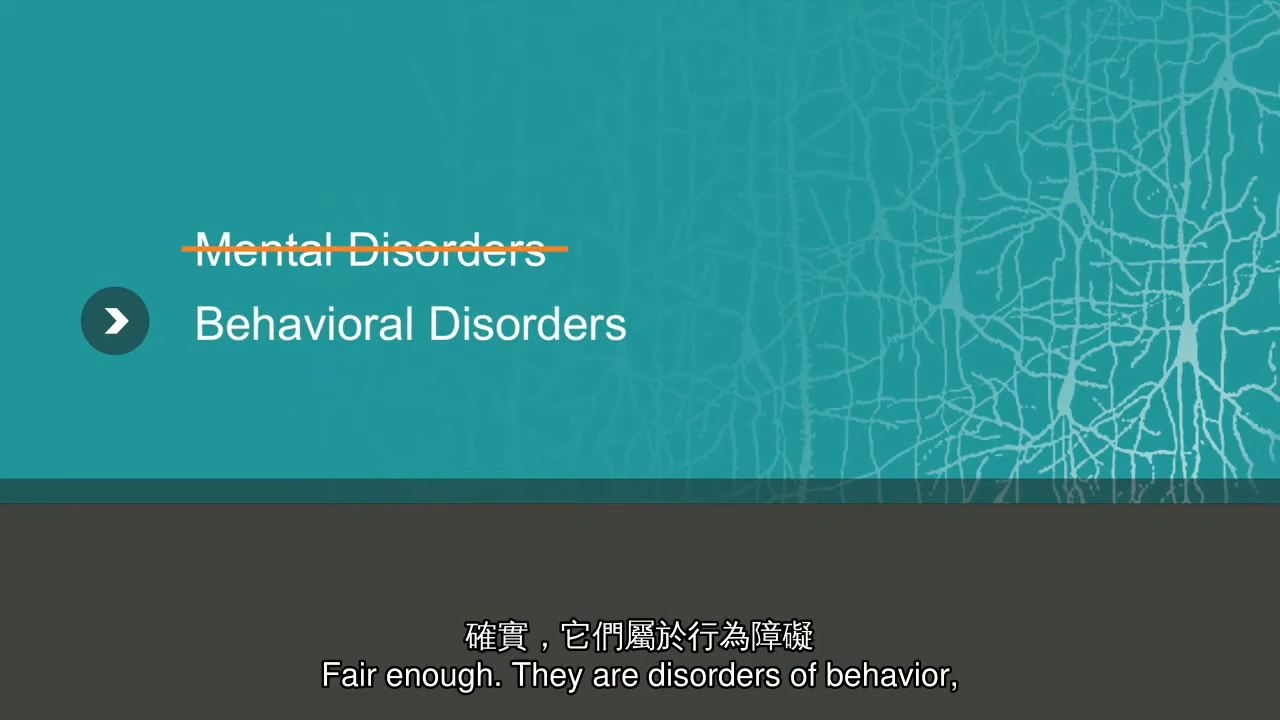 Mental Disorders
Behavioral Disorders
確實，它們屬於行為障礙
Fair enough. They are disorders of behavior,